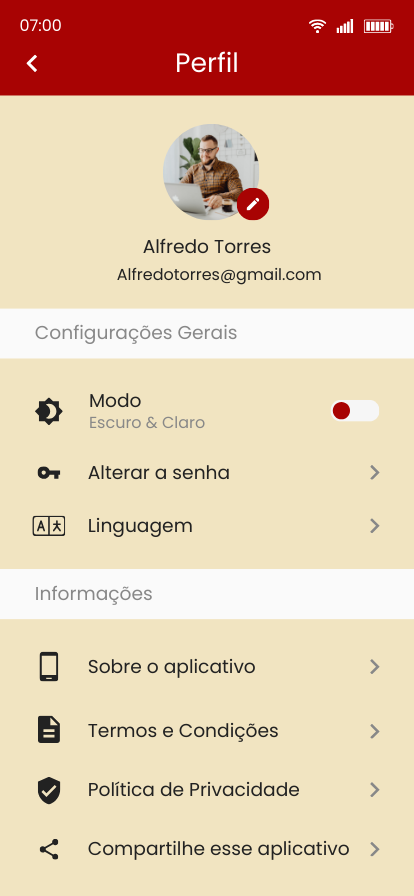 07:00
Perfil
Alfredo Torres
Alfredotorres@gmail.com
Configurações Gerais
Modo
Escuro & Claro
Alterar a senha
A
Linguagem
Informações
Sobre o aplicativo
Termos e Condições
Política de Privacidade
Compartilhe esse aplicativo